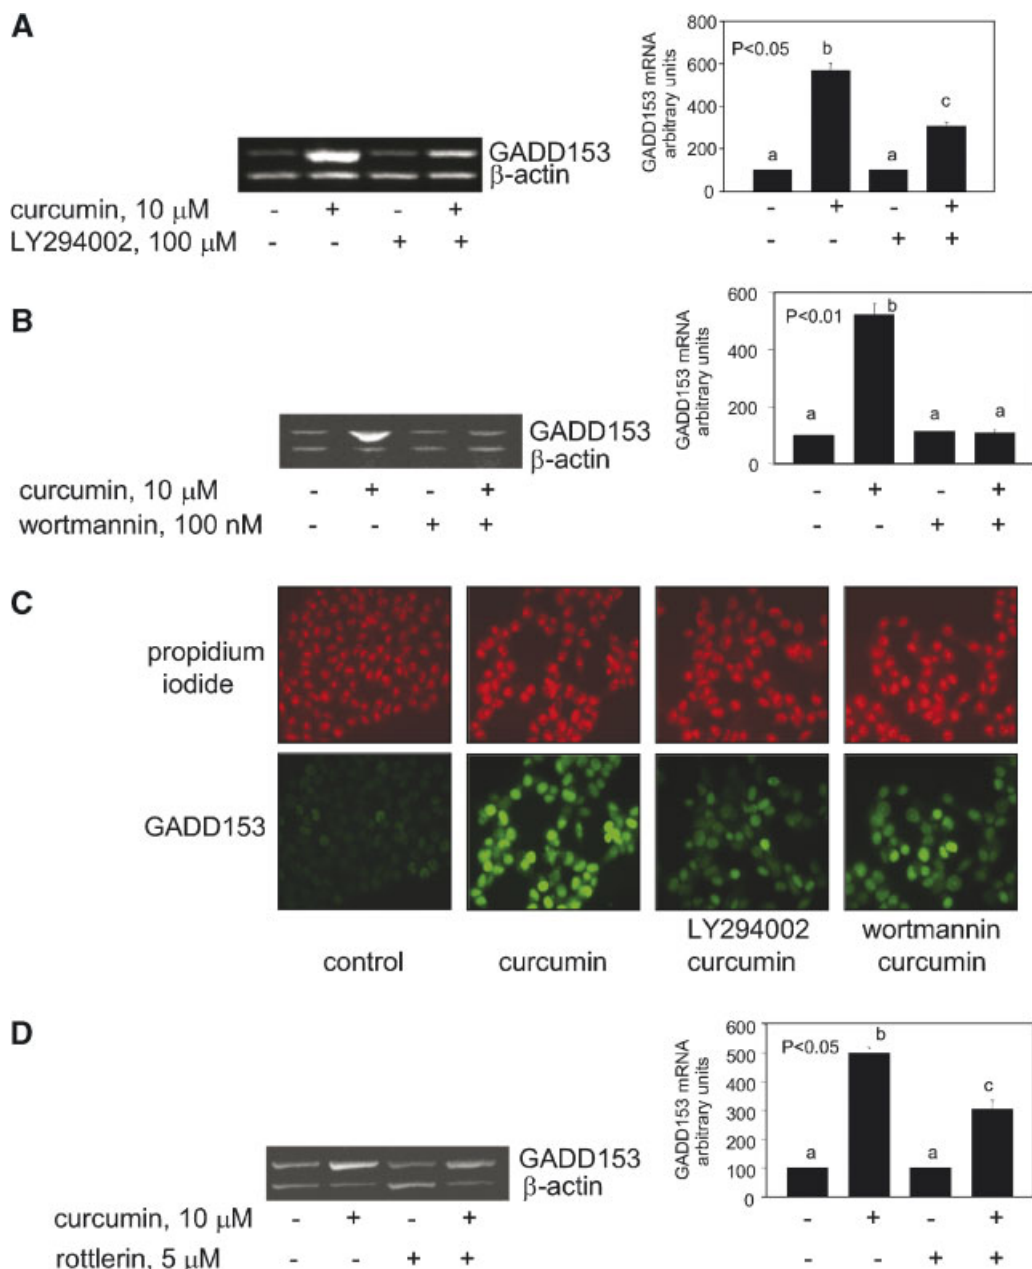 A
GADD153
β-actin
curcumin, 10 μM - + - +
LY294002, 100 μM - - + +
GADD153 mRNA
arbitrary units
800
600
400
200
0
P<0.05
a b a c
- + - +
- - + +
B
GADD153
β-actin
curcumin, 10 μM - + - +
wortmannin, 100 nM - - + +
GADD153 mRNA
arbitrary units
600
400
200
0
P<0.01
a b a a
- + - +
- - + +
C
propidium
iodide
GADD153
control
curcumin
LY294002
curcumin
wortmannin
curcumin
D
GADD153
β-actin
curcumin, 10 μM - + - +
rottlerin, 5 μM - - + +
GADD153 mRNA
arbitrary units
600
500
400
300
200
100
0
P<0.05
a b a c
- + - +
- - + +